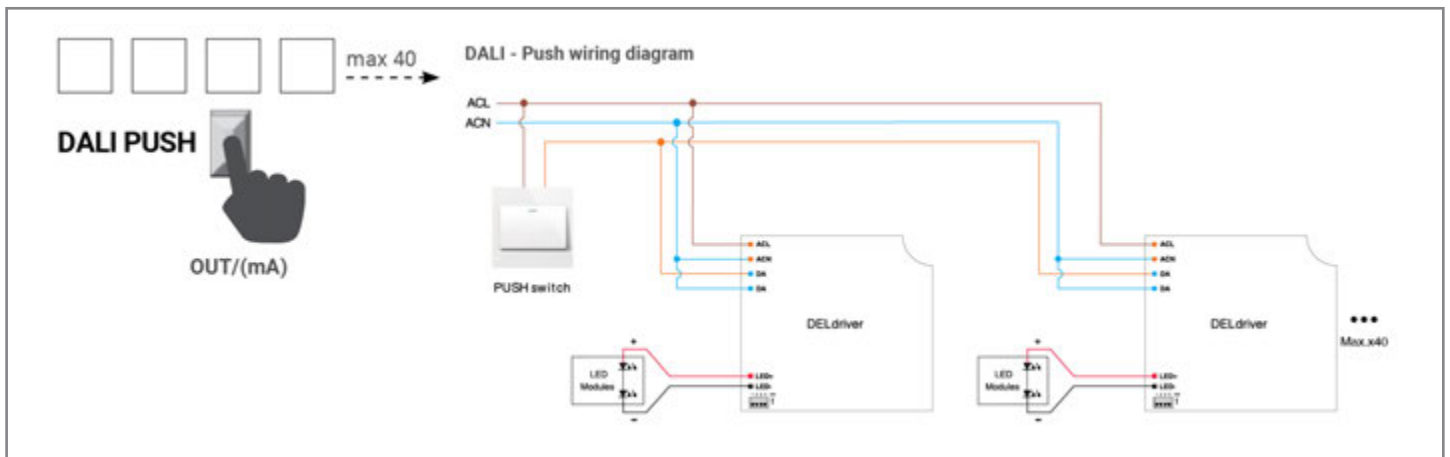 max 40
DALI PUSH
OUT/(mA)
DALI - Push wiring diagram
ACL
ACN
PUSH switch
ACL
ACN
DA
DA
DELdriver
+
LED
Modules
-
LED+
LED-
ACL
ACN
DA
DA
DELdriver
+
LED
Modules
-
LED+
LED-
Max.x40